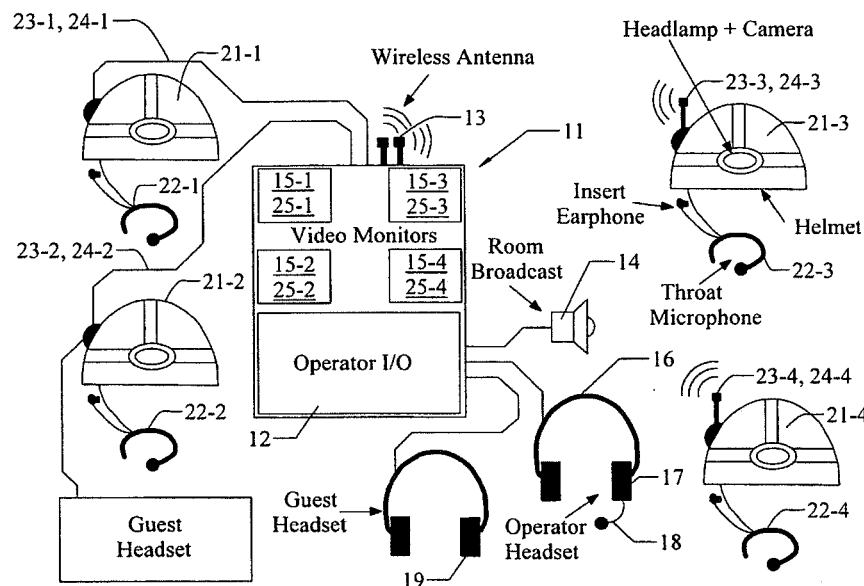 23-1, 24-1
21-1
Wireless Antenna
13
11
Headlamp + Camera
23-3, 24-3
21-3
22-1
15-1
25-1
15-3
25-3
Video Monitors
15-2
25-2
15-4
25-4
Insert
Earphone
Helmet
22-3
Throat
Microphone
Room
Broadcast
14
23-2, 24-2
21-2
Operator I/O
12
22-2
16
23-4, 24-4
21-4
Guest
Headset
Guest
Headset
19
Operator
Headset
17
18
22-4